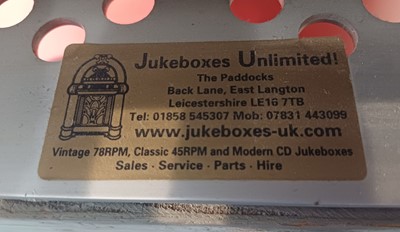 Jukeboxes Unlimited!
The Paddocks
Back Lane, East Langton
Leicestershire LE16 7TB
Tel: 01858 545307 Mob: 07831 443099
www.jukeboxes-uk.com
Vintage 78RPM, Classic 45RPM and Modern CD Jukeboxes
Sales · Service · Parts · Hire